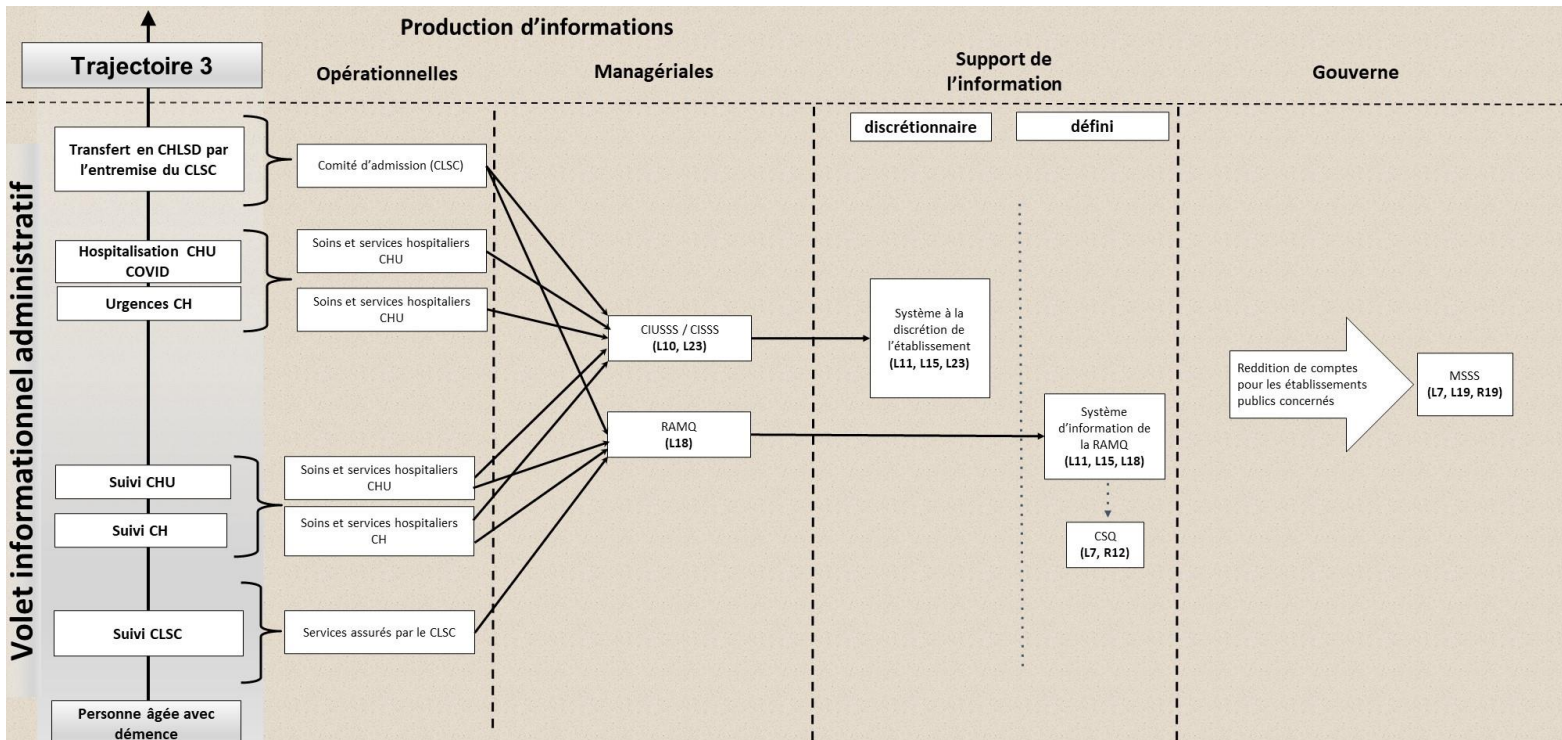 Production d’informations
Trajectoire 3
Opérationnelles
Managériales
Support de
l’information
Gouverne
discrétionnaire
défini
Volet informationnel administratif
Transfert en CHLSD par
l’entremise du CLSC
Comité d’admission (CLSC)
Hospitalisation CHU
COVID
Urgences CH
Soins et services hospitaliers
CHU
Soins et services hospitaliers
CHU
CIUSSS / CISSS
(L10, L23)
Système à la
discrétion de
l’établissement
(L11, L15, L23)
Reddition de comptes
pour les établissements
publics concernés
MSSS
(L7, L19, R19)
RAMQ
(L18)
Système
d’information de
la RAMQ
(L11, L15, L18)
CSQ
(L7, R12)
Suivi CHU
Suivi CH
Soins et services hospitaliers
CHU
Soins et services hospitaliers
CH
Suivi CLSC
Services assurés par le CLSC
Personne âgée avec
démence